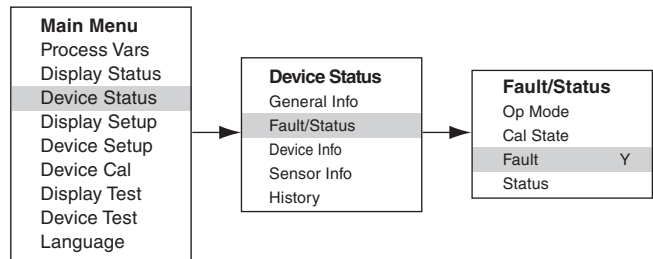 Main Menu
Process Vars
Display Status
Device Status
Display Setup
Device Setup
Device Cal
Display Test
Device Test
Language
Device Status
General Info
Fault/Status
Device Info
Sensor Info
History
Fault/Status
Op Mode
Cal State
Fault Y
Status